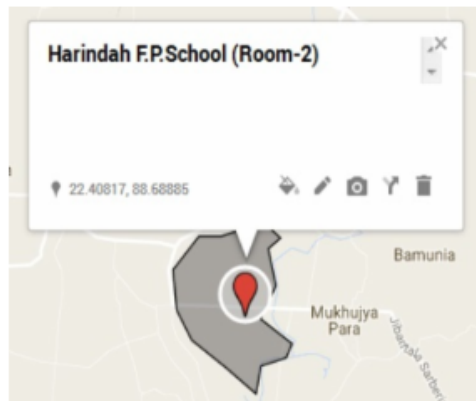 Harindah F.P.School (Room-2)
22.40817, 88.68885
Bamunia
Mukhujya
Para